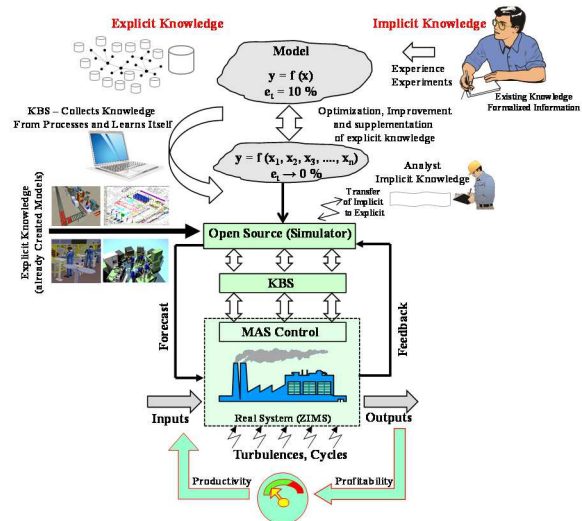 Explicit Knowledge
Implicit Knowledge
Model
y = f (x)
eₜ = 10 %
Experience
Experiments
Existing Knowledge
Formalized Information
KBS – Collects Knowledge
From Processes and Learns Itself
Optimization, Improvement
and supplementation
of explicit knowledge
y = f (x₁, x₂, x₃, ...., xₙ)
eₜ → 0 %
Analyst
Implicit Knowledge
Transfer
of Implicit
to Explicit
Explicit Knowledge
(already Created Models)
Open Source (Simulator)
KBS
Forecast
Feedback
MAS Control
Real System (ZIMS)
Inputs
Outputs
Turbulences, Cycles
Productivity
Profitability